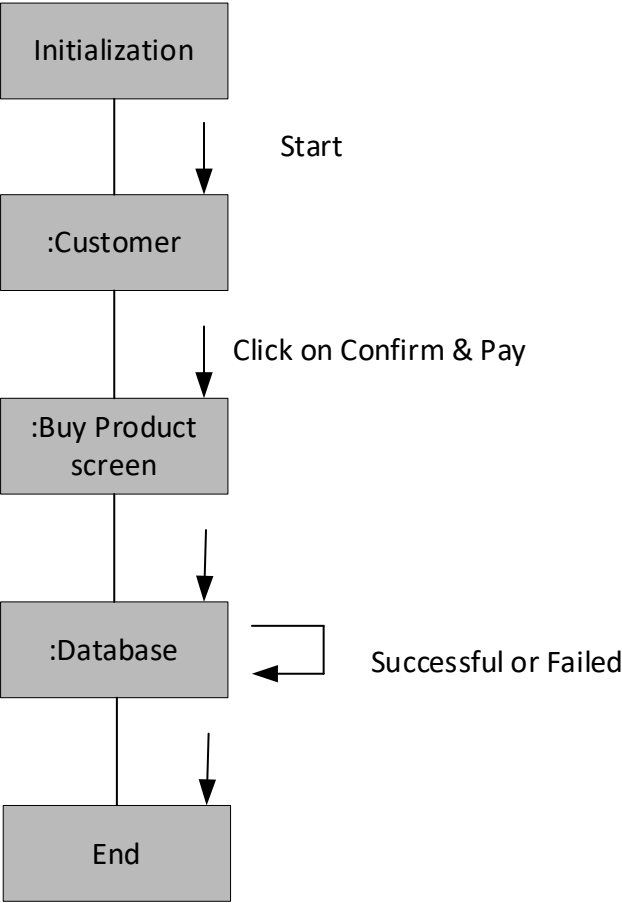 Initialization
Start
:Customer
Click on Confirm & Pay
:Buy Product
screen
:Database
Successful or Failed
End